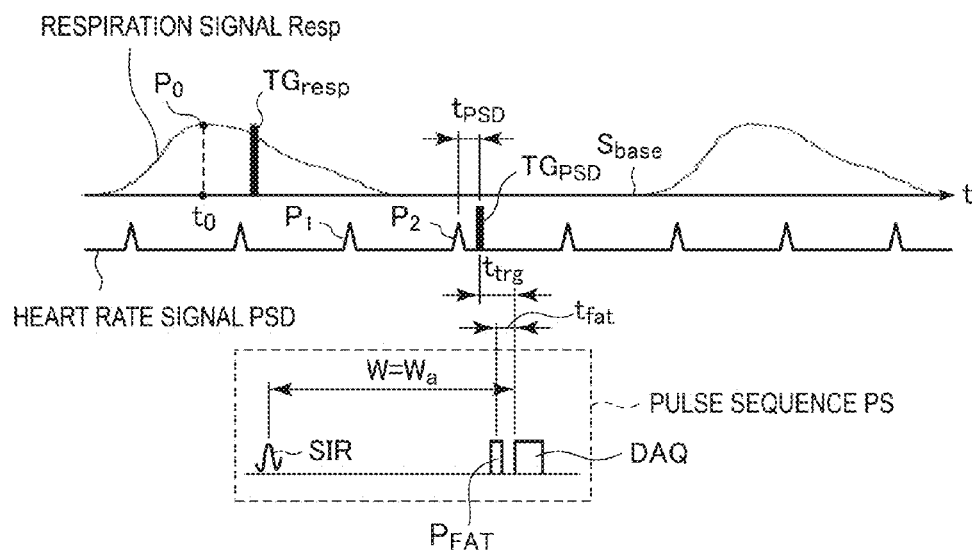 RESPIRATION SIGNAL Resp
P0
TGresp
tPSD
Sbase
TGPSD
t
t0
P1
P2
ttrg
HEART RATE SIGNAL PSD
tfat
W=Wa
PULSE SEQUENCE PS
SIR
DAQ
PFAT